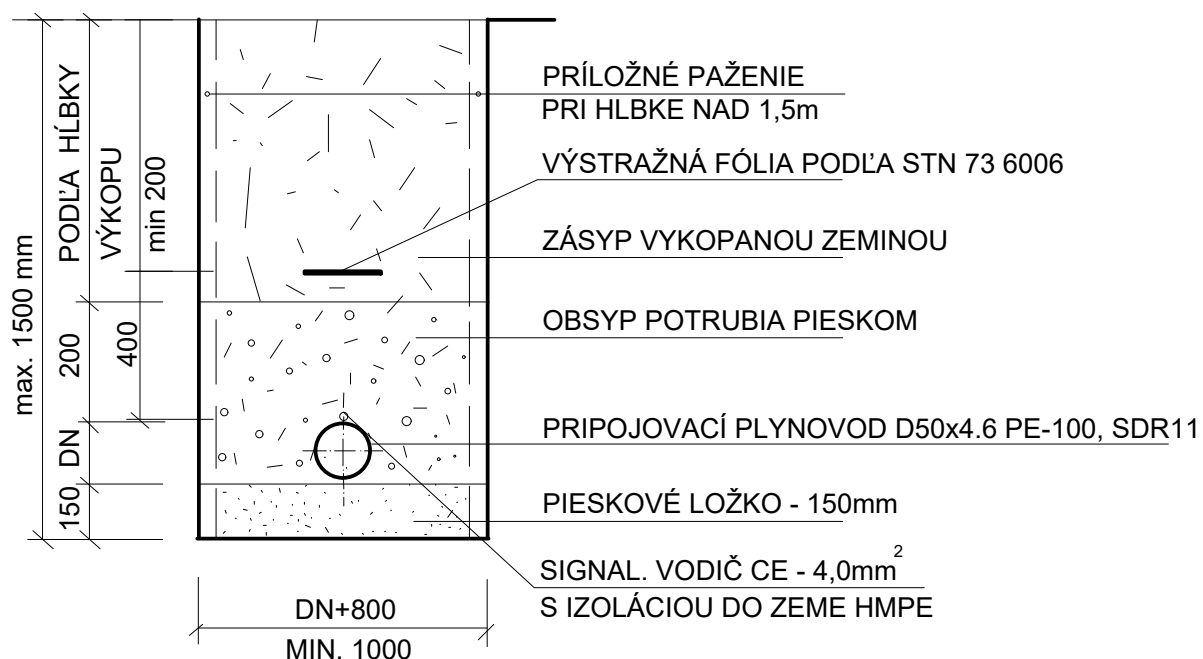 PRÍLOŽNÉ PAŽENIE
PRI HLBKE NAD 1,5m
VÝSTRAŽNÁ FÓLIA PODĽA STN 73 6006
ZÁSYP VYKOPANOU ZEMINOU
OBSYP POTRUBIA PIESKOM
PRIPOJOVACÍ PLYNOVOD D50x4.6 PE-100, SDR11
PIESKOVÉ LOŽKO - 150mm
SIGNAL. VODIČ CE - 4,0mm²
S IZOLÁCIOU DO ZEME HMPE
max. 1500 mm
PODĽA HĹBKY
VÝKOPU
min 200
200
400
DN
150
DN+800
MIN. 1000